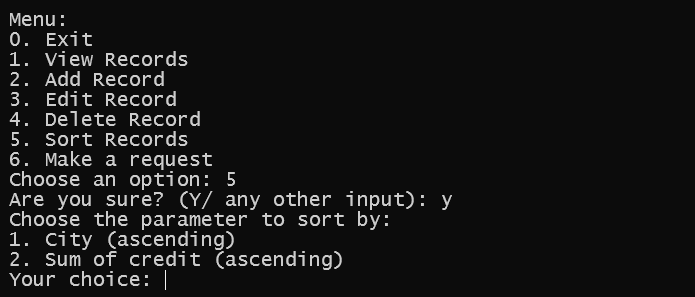 Menu:
0. Exit
1. View Records
2. Add Record
3. Edit Record
4. Delete Record
5. Sort Records
6. Make a request
Choose an option: 5
Are you sure? (Y/ any other input): y
Choose the parameter to sort by:
1. City (ascending)
2. Sum of credit (ascending)
Your choice: